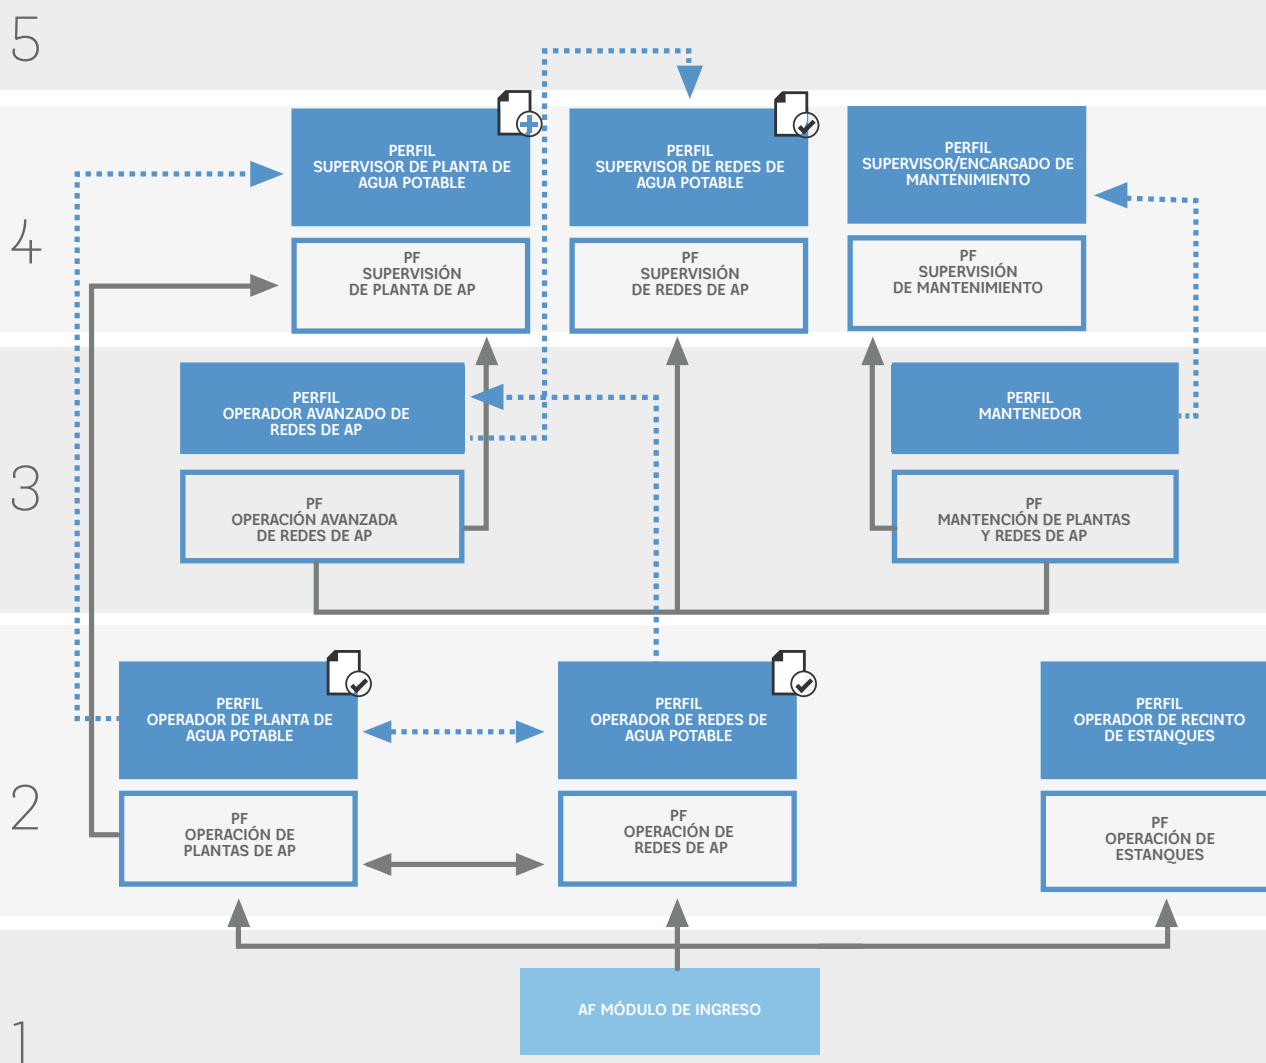 5
4
PERFIL
SUPERVISOR DE PLANTA DE
AGUA POTABLE
PERFIL
SUPERVISOR DE REDES DE
AGUA POTABLE
PERFIL
SUPERVISOR/ENCARGADO DE
MANTENIMIENTO
PF
SUPERVISIÓN
DE PLANTA DE AP
PF
SUPERVISIÓN
DE REDES DE AP
PF
SUPERVISIÓN
DE MANTENIMIENTO
3
PERFIL
OPERADOR AVANZADO DE
REDES DE AP
PERFIL
MANTENEDOR
PF
OPERACIÓN AVANZADA
DE REDES DE AP
PF
MANTENCIÓN DE PLANTAS
Y REDES DE AP
2
PERFIL
OPERADOR DE PLANTA DE
AGUA POTABLE
PERFIL
OPERADOR DE REDES DE
AGUA POTABLE
PERFIL
OPERADOR DE RECINTO
DE ESTANQUES
PF
OPERACIÓN DE
PLANTAS DE AP
PF
OPERACIÓN DE
REDES DE AP
PF
OPERACIÓN DE
ESTANQUES
1
AF MÓDULO DE INGRESO